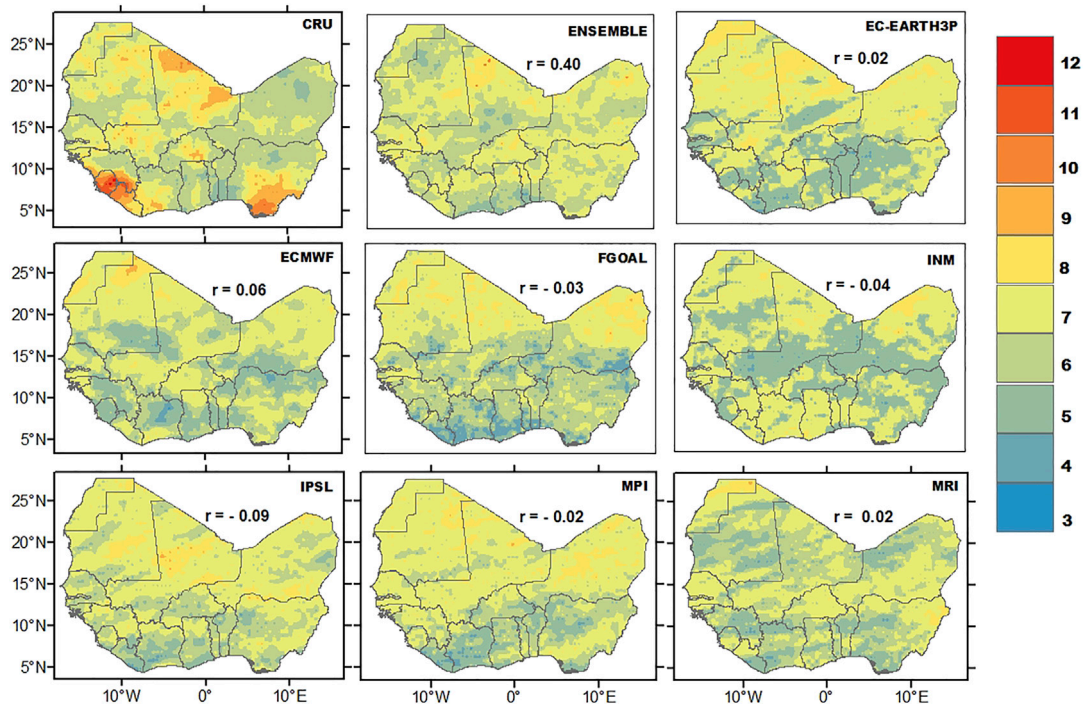 CRU
ENSEMBLE
EC-EARTH3P
25°N
20°N
15°N
10°N
5°N
r = 0.40
r = 0.02
ECMWF
FGOAL
INM
25°N
20°N
15°N
10°N
5°N
r = 0.06
r = - 0.03
r = - 0.04
IPSL
MPI
MRI
25°N
20°N
15°N
10°N
5°N
r = - 0.09
r = - 0.02
r = 0.02
10°W
0°
10°E
10°W
0°
10°E
10°W
0°
10°E
12
11
10
9
8
7
6
5
4
3